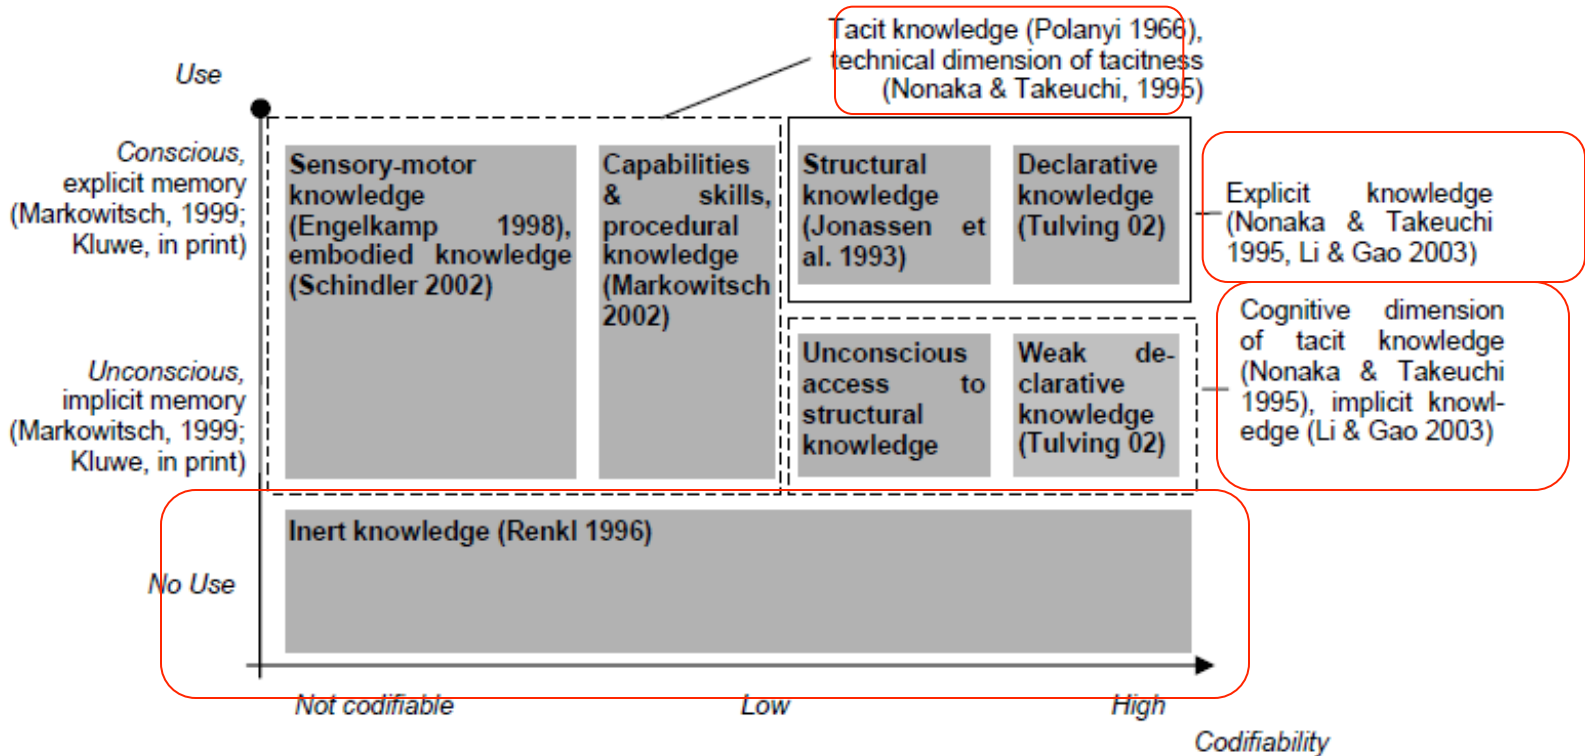 Tacit knowledge (Polanyi 1966),
technical dimension of tacitness
(Nonaka & Takeuchi, 1995)
Use
Conscious,
explicit memory
(Markowitsch, 1999;
Kluwe, in print)
Sensory-motor
knowledge
(Engelkamp 1998),
embodied knowledge
(Schindler 2002)
Capabilities
& skills,
procedural
knowledge
(Markowitsch
2002)
Structural
knowledge
(Jonassen et
al. 1993)
Declarative
knowledge
(Tulving 02)
Explicit knowledge
(Nonaka & Takeuchi
1995, Li & Gao 2003)
Unconscious,
implicit memory
(Markowitsch, 1999;
Kluwe, in print)
Unconscious
access to
structural
knowledge
Weak de-
clarative
knowledge
(Tulving 02)
Cognitive dimension
of tacit knowledge
(Nonaka & Takeuchi
1995), implicit knowl-
edge (Li & Gao 2003)
Inert knowledge (Renkl 1996)
No Use
Not codifiable
Low
High
Codifiability